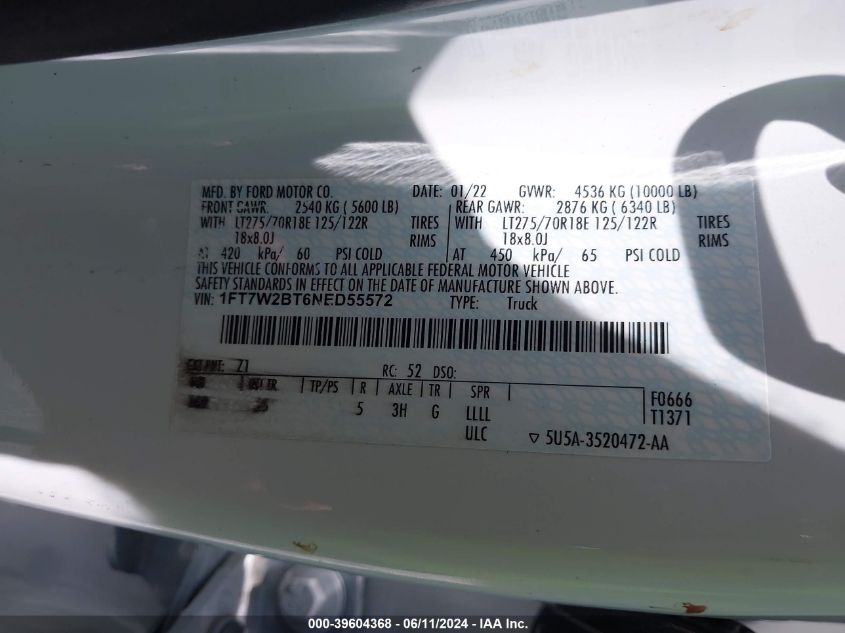 MFD. BY FORD MOTOR CO. DATE: 01/22 GVWR: 4536 KG (10000 LB)
FRONT GAWR: 2540 KG ( 5600 LB) REAR GAWR: 2876 KG ( 6340 LB)
WITH LT275/70R18E 125/122R TIRES WITH LT275/70R18E 125/122R TIRES
18x8.0J RIMS 18x8.0J RIMS
AT 420 kPa/ 60 PSI COLD AT 450 kPa/ 65 PSI COLD
THIS VEHICLE CONFORMS TO ALL APPLICABLE FEDERAL MOTOR VEHICLE
SAFETY STANDARDS IN EFFECT ON THE DATE OF MANUFACTURE SHOWN ABOVE.
VIN: 1FT7W2BT6NED55572 TYPE: Truck
EXT PNT: Z1 RC: 52 DSO:
INT TR TP/PS R AXLE TR SPR F0666
5 3H G LLLL T1371
ULC 5U5A-3520472-AA
000-39604368 - 06/11/2024 - IAA Inc.